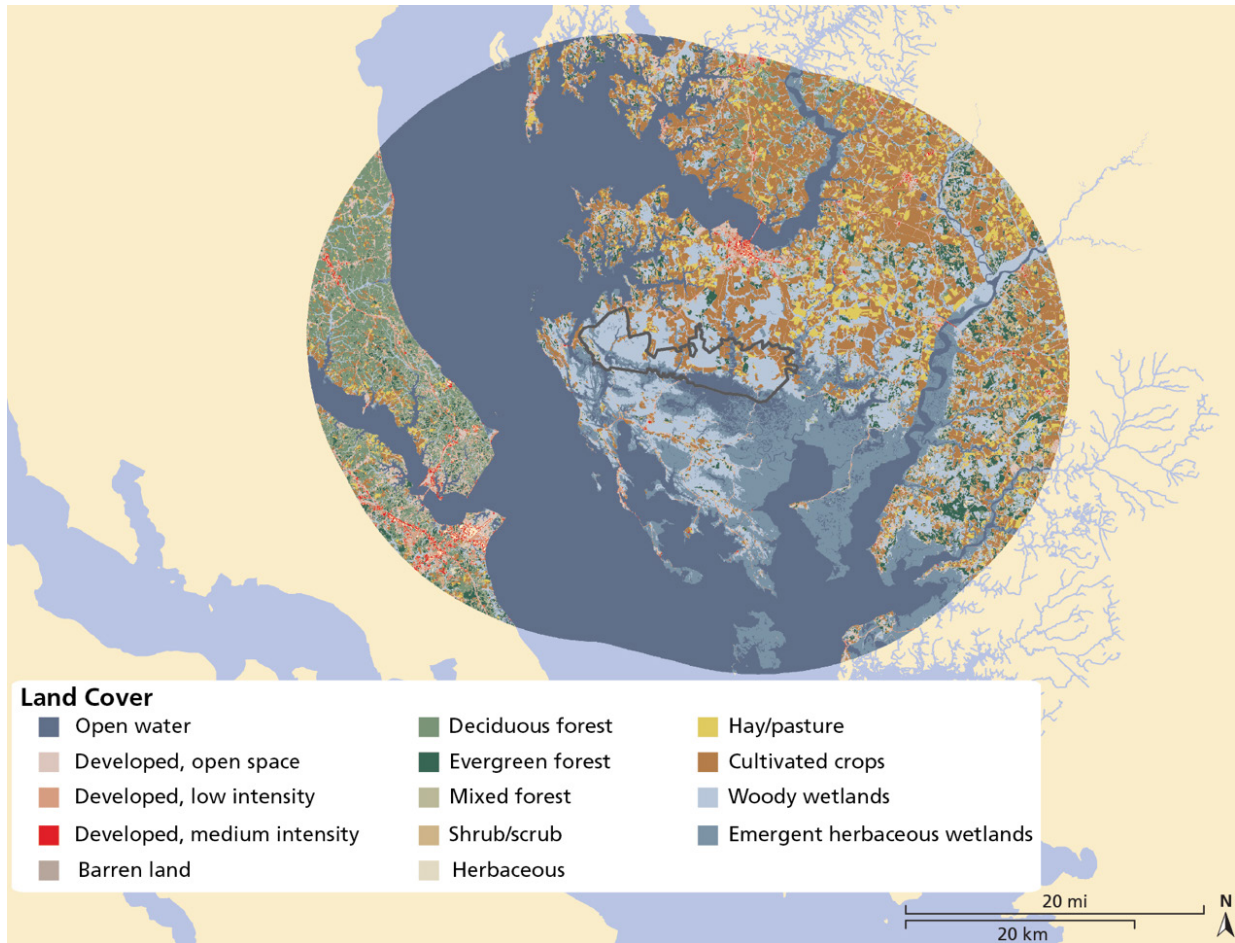 Land Cover
Open water
Developed, open space
Developed, low intensity
Developed, medium intensity
Barren land
Deciduous forest
Evergreen forest
Mixed forest
Shrub/scrub
Herbaceous
Hay/pasture
Cultivated crops
Woody wetlands
Emergent herbaceous wetlands
20 mi
20 km
N